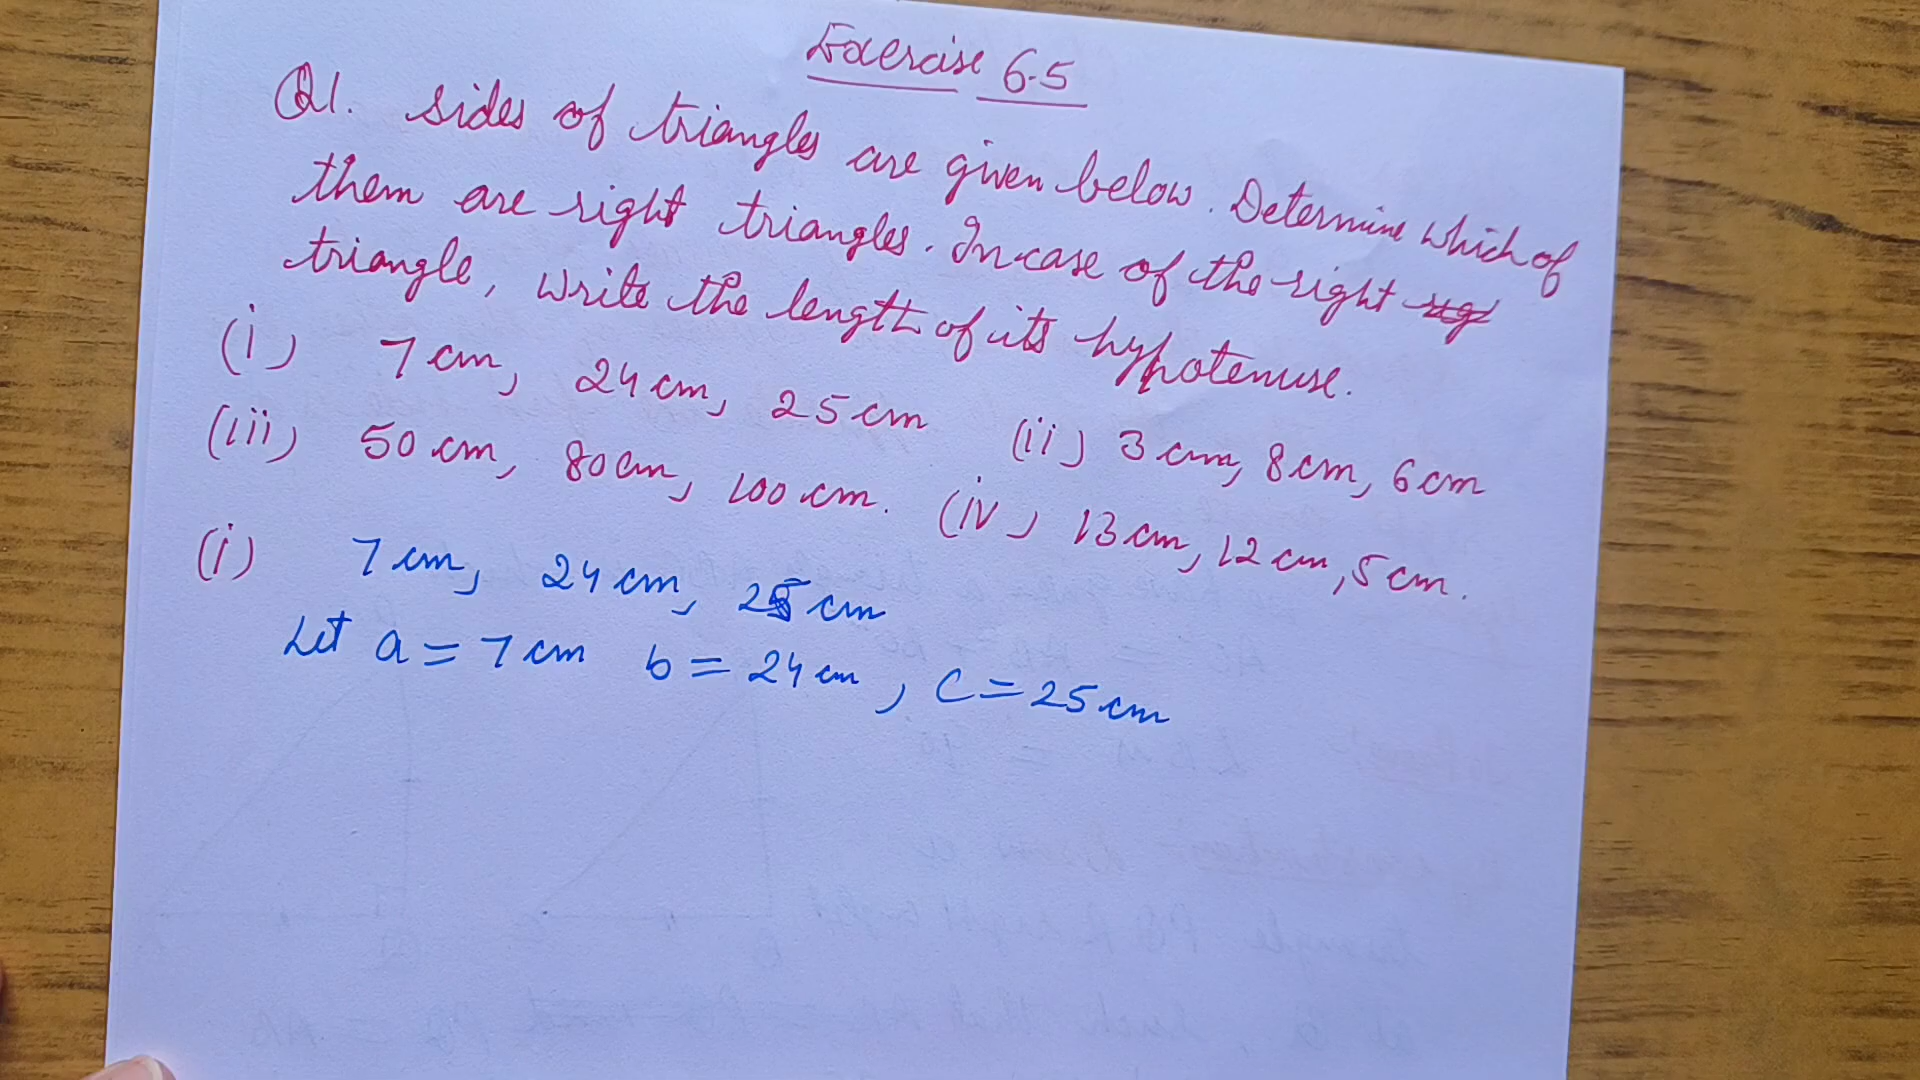 Exercise 6.5
Q1. sides of triangles are given below. Determine which of
them are right triangles. In case of the right
triangle, write the length of its hypotenuse.
(i) 7 cm, 24 cm, 25 cm (ii) 3 cm, 8 cm, 6 cm
(iii) 50 cm, 80 cm, 100 cm. (iv) 13 cm, 12 cm, 5 cm.
(i) 7 cm, 24 cm, 25 cm
Let a = 7 cm b = 24 cm, c = 25 cm